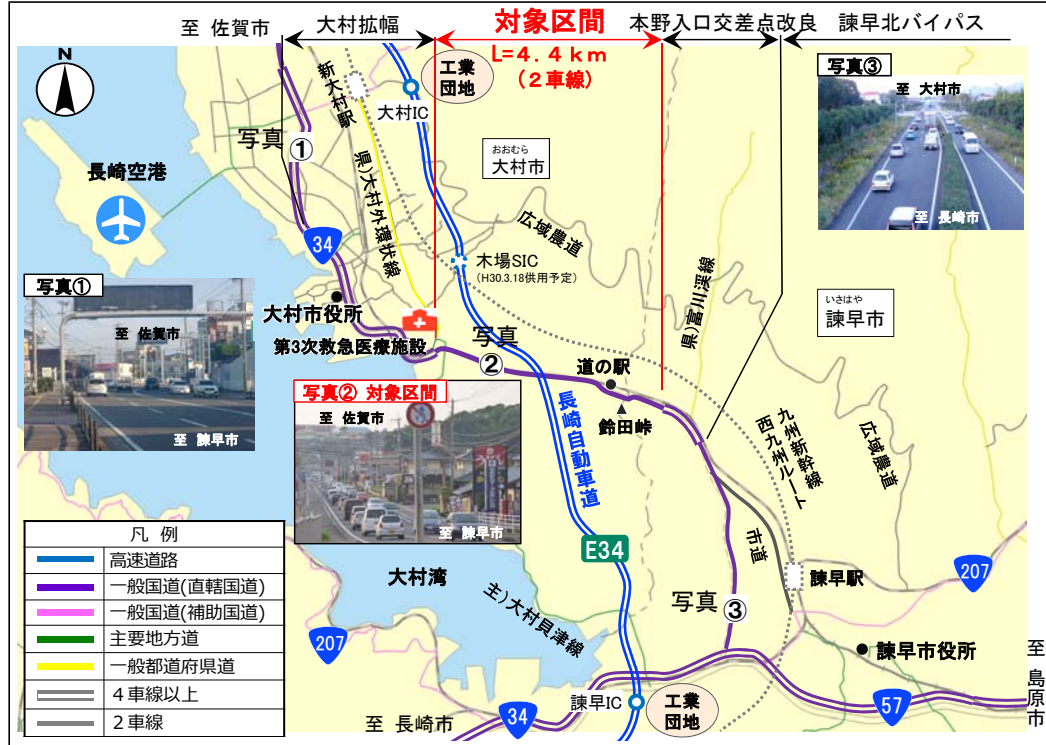 至 佐賀市
大村拡幅
対象区間
L=4.4km
(2車線)
本野入口交差点改良
諫早北バイパス
N
新大村駅
大村IC
工業
団地
写真①
県)大村外環状線
おおむら
大村市
広域農道
写真③
至 大村市
至 長崎市
長崎空港
34
木場SIC
(H30.3.18供用予定)
県)富川渓線
いさはや
諫早市
写真①
至 佐賀市
至 諫早市
大村市役所
第3次救急医療施設
写真②
道の駅
鈴田峠
写真② 対象区間
至 佐賀市
至 諫早市
長崎自動車道
九州新幹線
西九州ルート
広域農道
E34
市道
諫早駅
207
大村湾
主)大村貝津線
写真③
207
諫早市役所
至 島原市
57
諫早IC
工業
団地
至 長崎市
34
凡 例
高速道路
一般国道(直轄国道)
一般国道(補助国道)
主要地方道
一般都道府県道
4車線以上
2車線